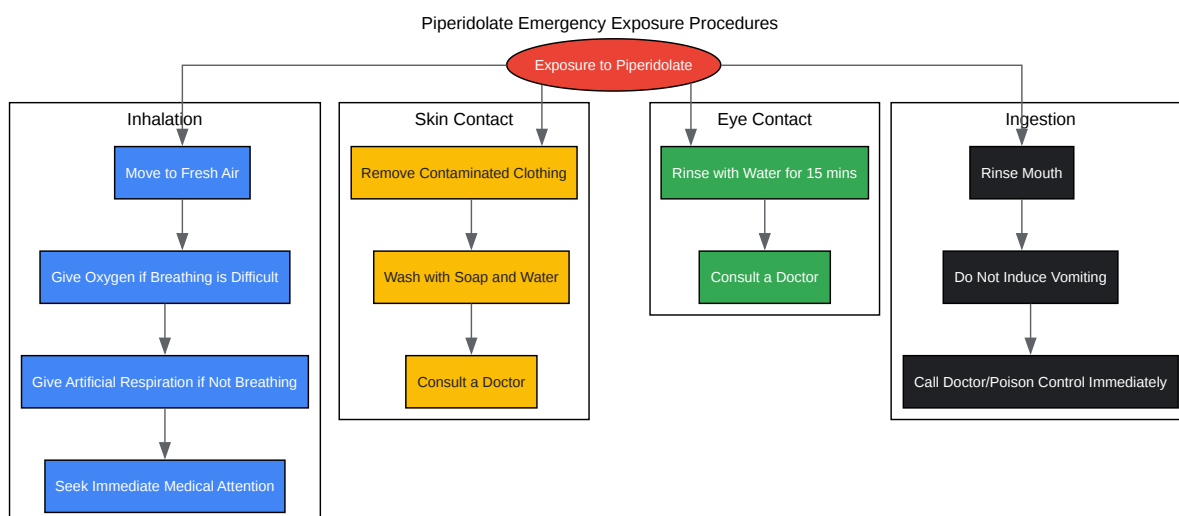 Piperidolate Emergency Exposure Procedures
Exposure to Piperidolate
Inhalation
Move to Fresh Air
Give Oxygen if Breathing is Difficult
Give Artificial Respiration if Not Breathing
Seek Immediate Medical Attention
Skin Contact
Remove Contaminated Clothing
Wash with Soap and Water
Consult a Doctor
Eye Contact
Rinse with Water for 15 mins
Consult a Doctor
Ingestion
Rinse Mouth
Do Not Induce Vomiting
Call Doctor/Poison Control Immediately